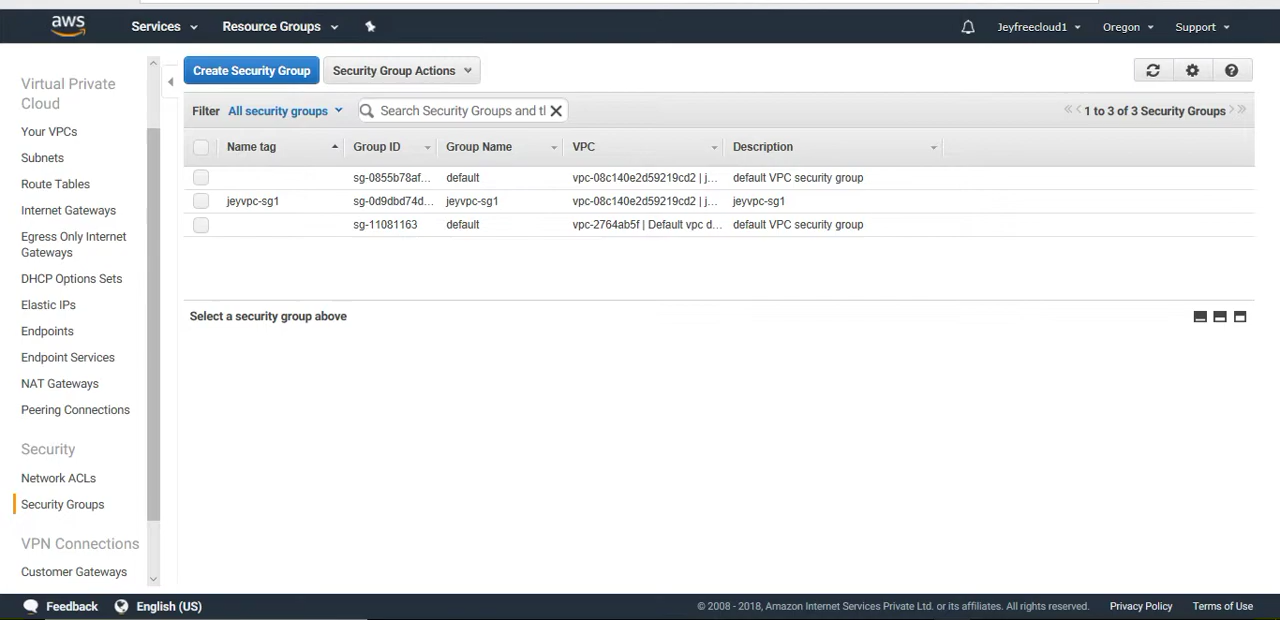 aws Services Resource Groups Jeyfreecloud1 Oregon Support
Virtual Private
Cloud
Your VPCs
Subnets
Route Tables
Internet Gateways
Egress Only Internet
Gateways
DHCP Options Sets
Elastic IPs
Endpoints
Endpoint Services
NAT Gateways
Peering Connections
Security
Network ACLs
Security Groups
VPN Connections
Customer Gateways
Create Security Group Security Group Actions
Filter All security groups Search Security Groups and tl 1 to 3 of 3 Security Groups
Name tag Group ID Group Name VPC Description
sg-0855b78af... default vpc-08c140e2d59219cd2 | j... default VPC security group
jeyvpc-sg1 sg-0d9dbd74d... jeyvpc-sg1 vpc-08c140e2d59219cd2 | j... jeyvpc-sg1
sg-11081163 default vpc-2764ab5f | Default vpc d... default VPC security group
Select a security group above
Feedback English (US) © 2008 - 2018, Amazon Internet Services Private Ltd. or its affiliates. All rights reserved. Privacy Policy Terms of Use